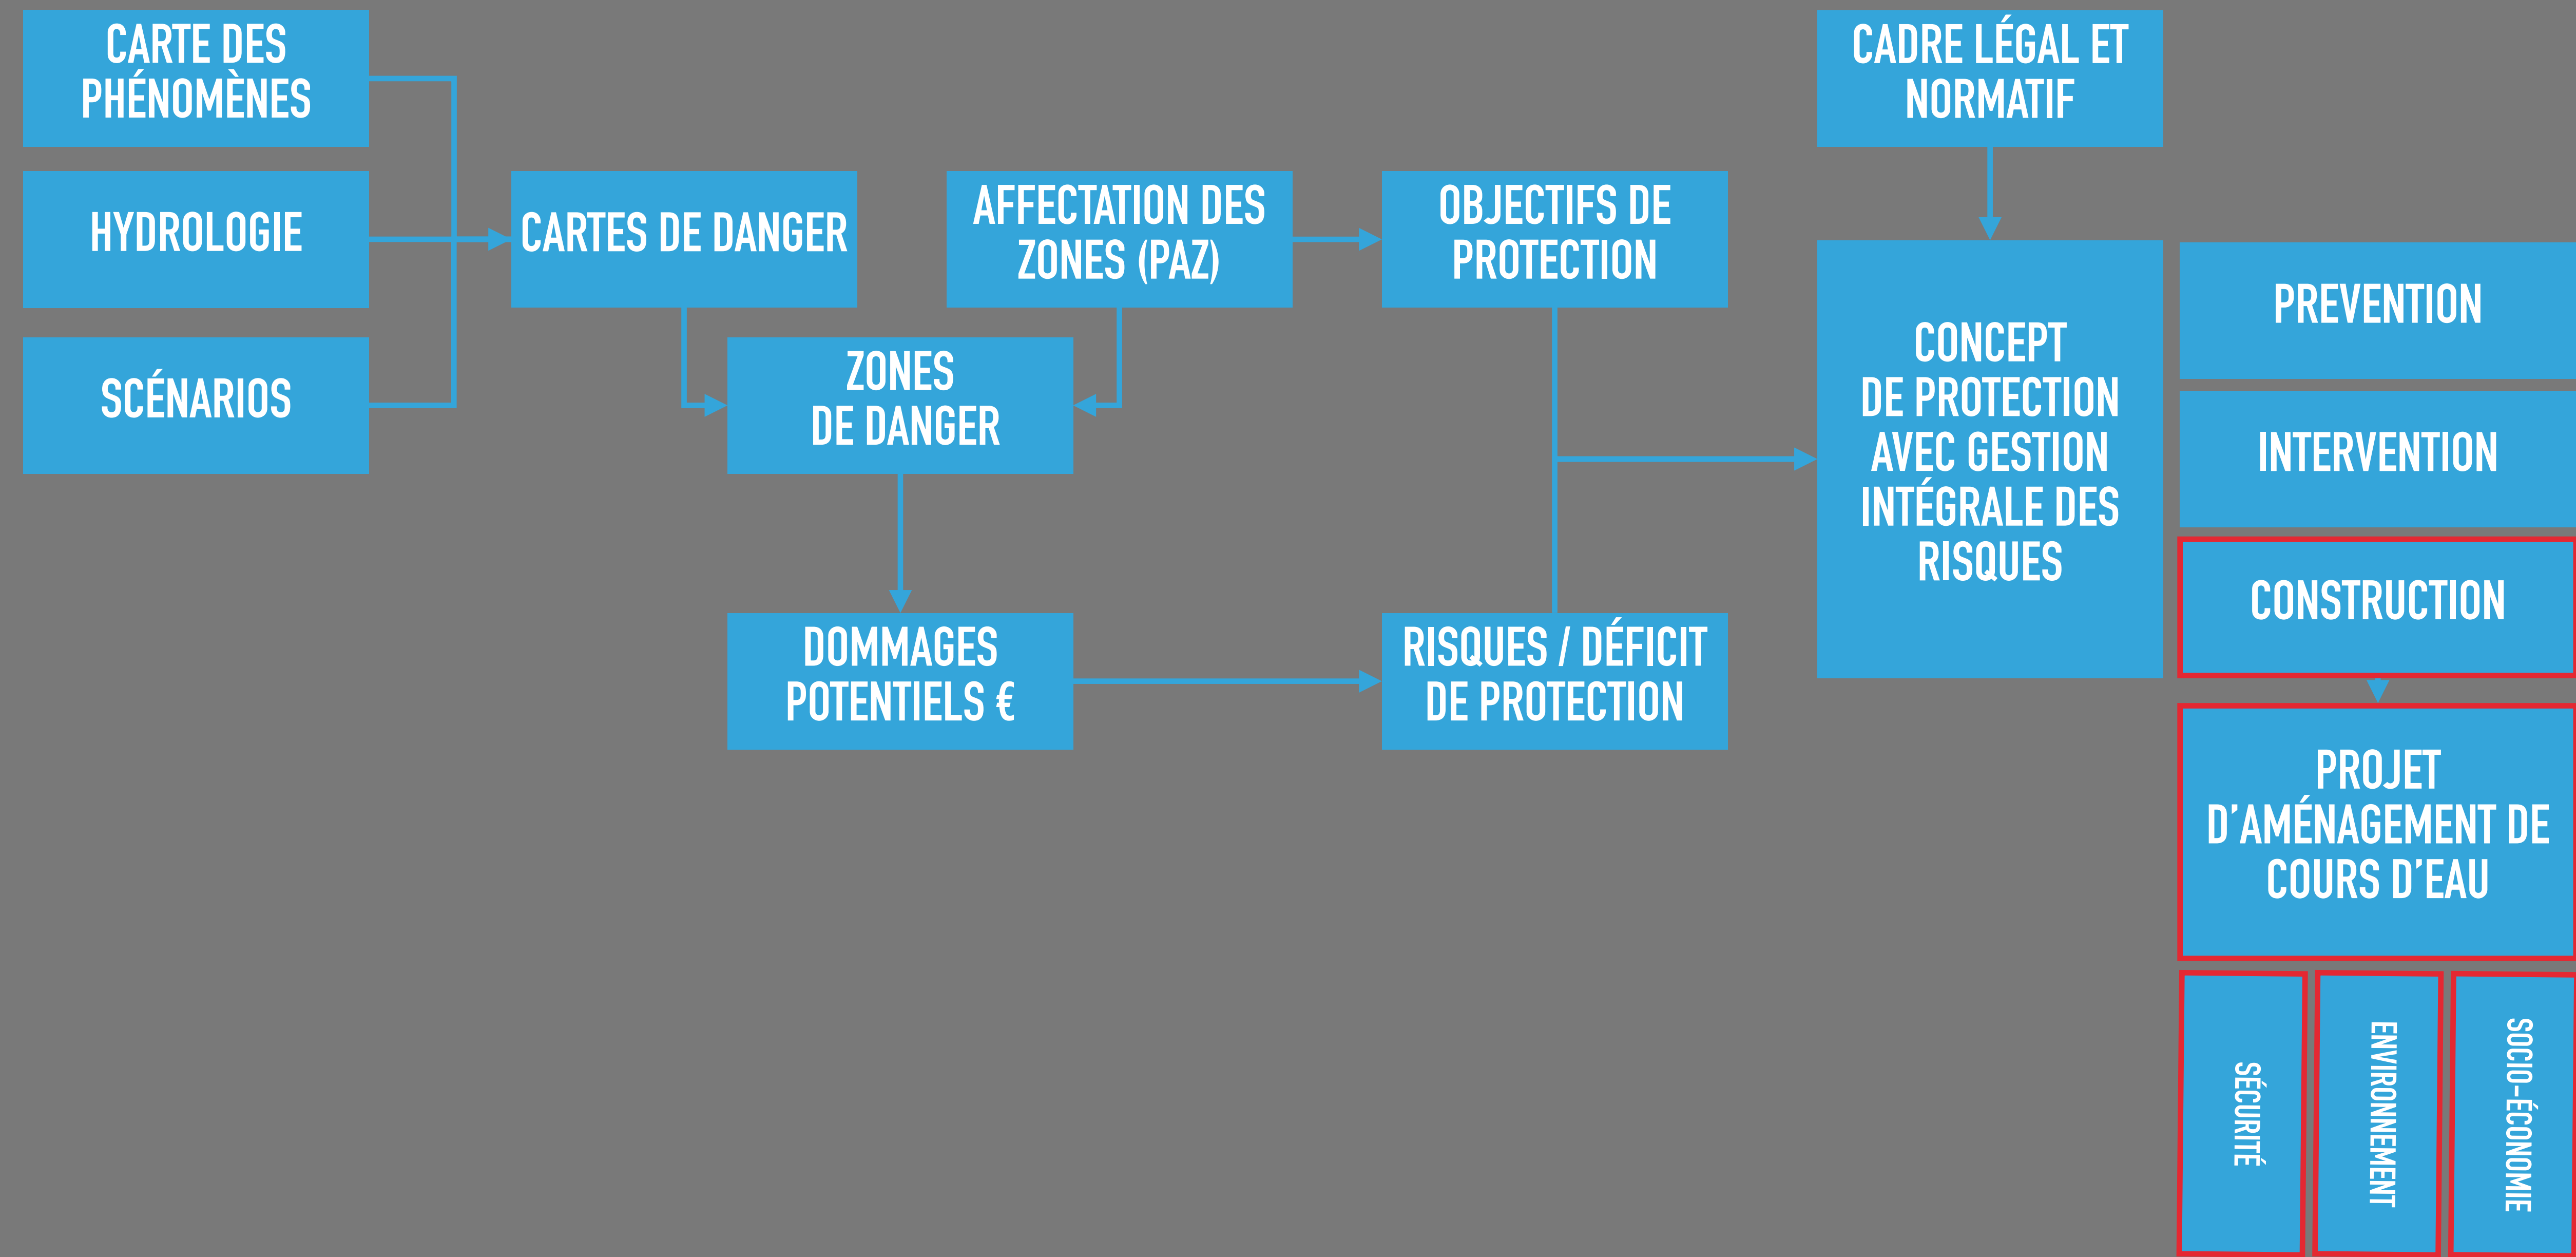 CARTE DES
PHÉNOMÈNES
HYDROLOGIE
SCÉNARIOS
CARTES DE DANGER
AFFECTATION DES
ZONES (PAZ)
ZONES
DE DANGER
DOMMAGES
POTENTIELS €
OBJECTIFS DE
PROTECTION
RISQUES / DÉFICIT
DE PROTECTION
CADRE LÉGAL ET
NORMATIF
CONCEPT
DE PROTECTION
AVEC GESTION
INTÉGRALE DES
RISQUES
PREVENTION
INTERVENTION
CONSTRUCTION
PROJET
D'AMÉNAGEMENT DE
COURS D'EAU
SÉCURITÉ
ENVIRONNEMENT
SOCIO-ÉCONOMIE